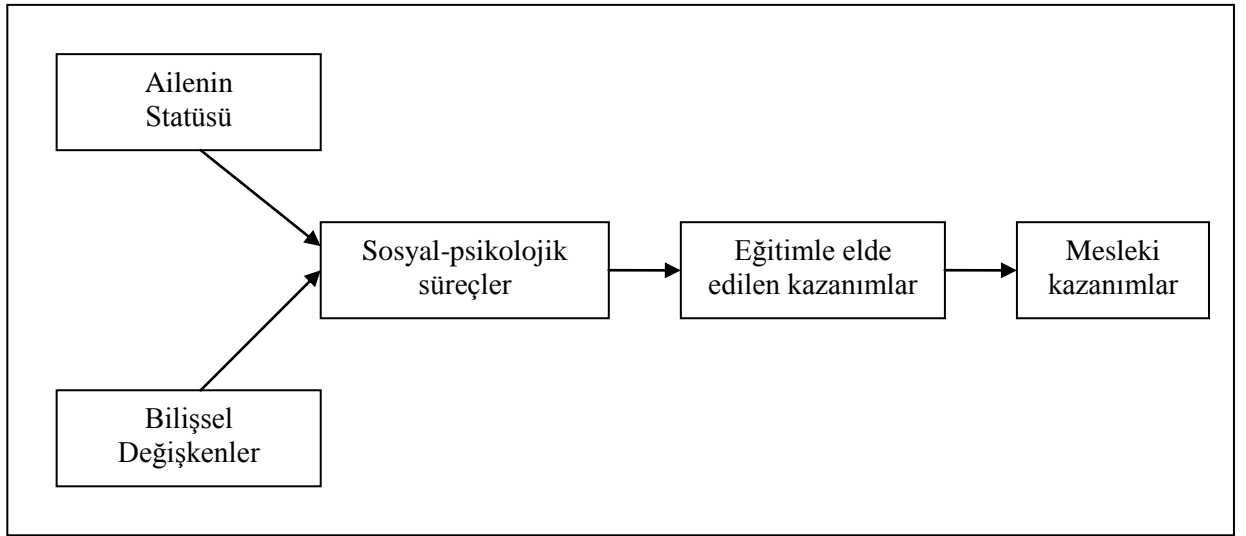 Ailenin
Statüsü
Sosyal-psikolojik
süreçler
Eğitimle elde
edilen kazanımlar
Mesleki
kazanımlar
Bilişsel
Değişkenler